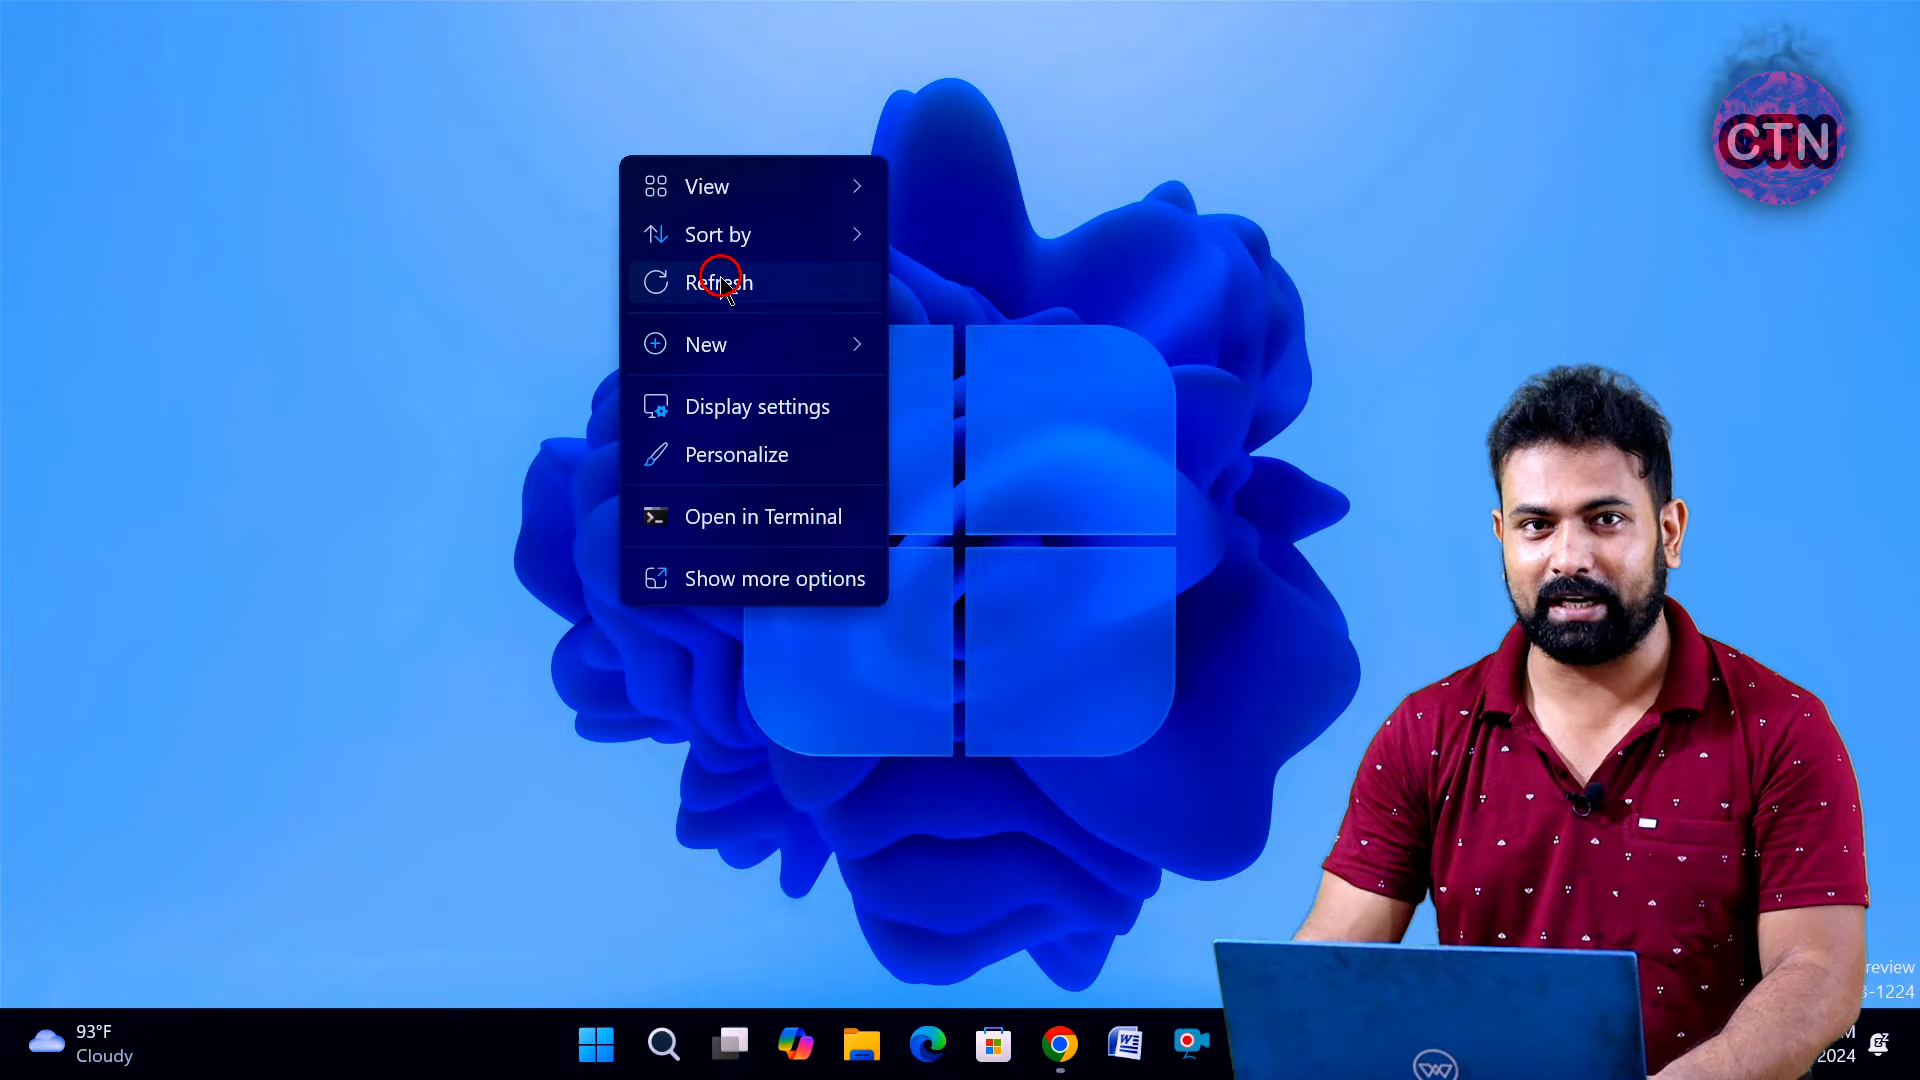 CTN
View
Sort by
Refresh
New
Display settings
Personalize
Open in Terminal
Show more options
review
-1224
93°F
Cloudy
M
2024